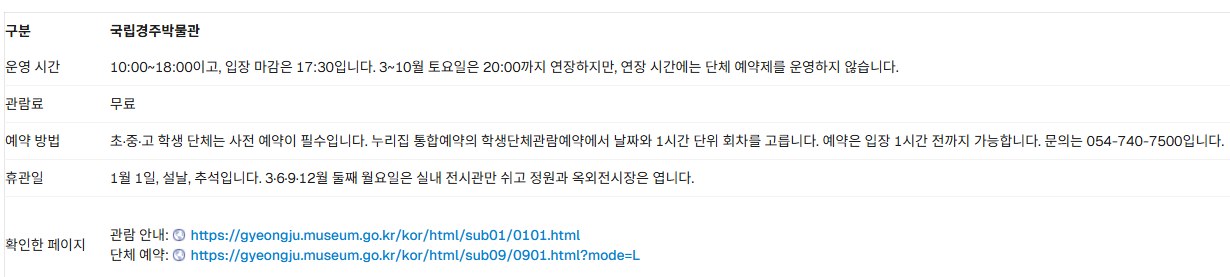 구분 국립경주박물관
운영 시간 10:00~18:00이고, 입장 마감은 17:30입니다. 3~10월 토요일은 20:00까지 연장하지만, 연장 시간에는 단체 예약제를 운영하지 않습니다.
관람료 무료
예약 방법 초·중·고 학생 단체는 사전 예약이 필수입니다. 누리집 통합예약의 학생단체관람예약에서 날짜와 1시간 단위 회차를 고릅니다. 예약은 입장 1시간 전까지 가능합니다. 문의는 054-740-7500입니다.
휴관일 1월 1일, 설날, 추석입니다. 3·6·9·12월 둘째 월요일은 실내 전시관만 쉬고 정원과 옥외전시장은 엽니다.
확인한 페이지
관람 안내: https://gyeongju.museum.go.kr/kor/html/sub01/0101.html
단체 예약: https://gyeongju.museum.go.kr/kor/html/sub09/0901.html?mode=L